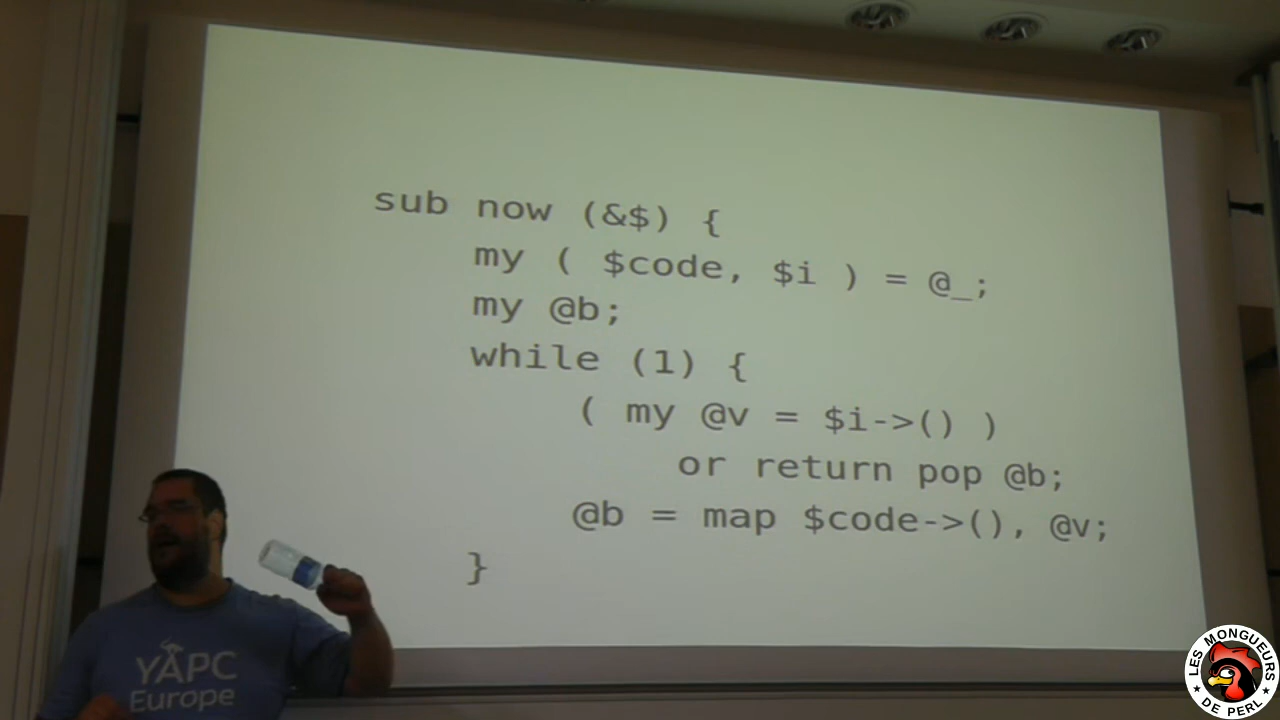 sub now (&$) {
my ( $code, $i ) = @_;
my @b;
while (1) {
( my @v = $i->() )
or return pop @b;
@b = map $code->(), @v;
}
YAPC
Europe
LES MONGUEURS
★ DE PERL ★